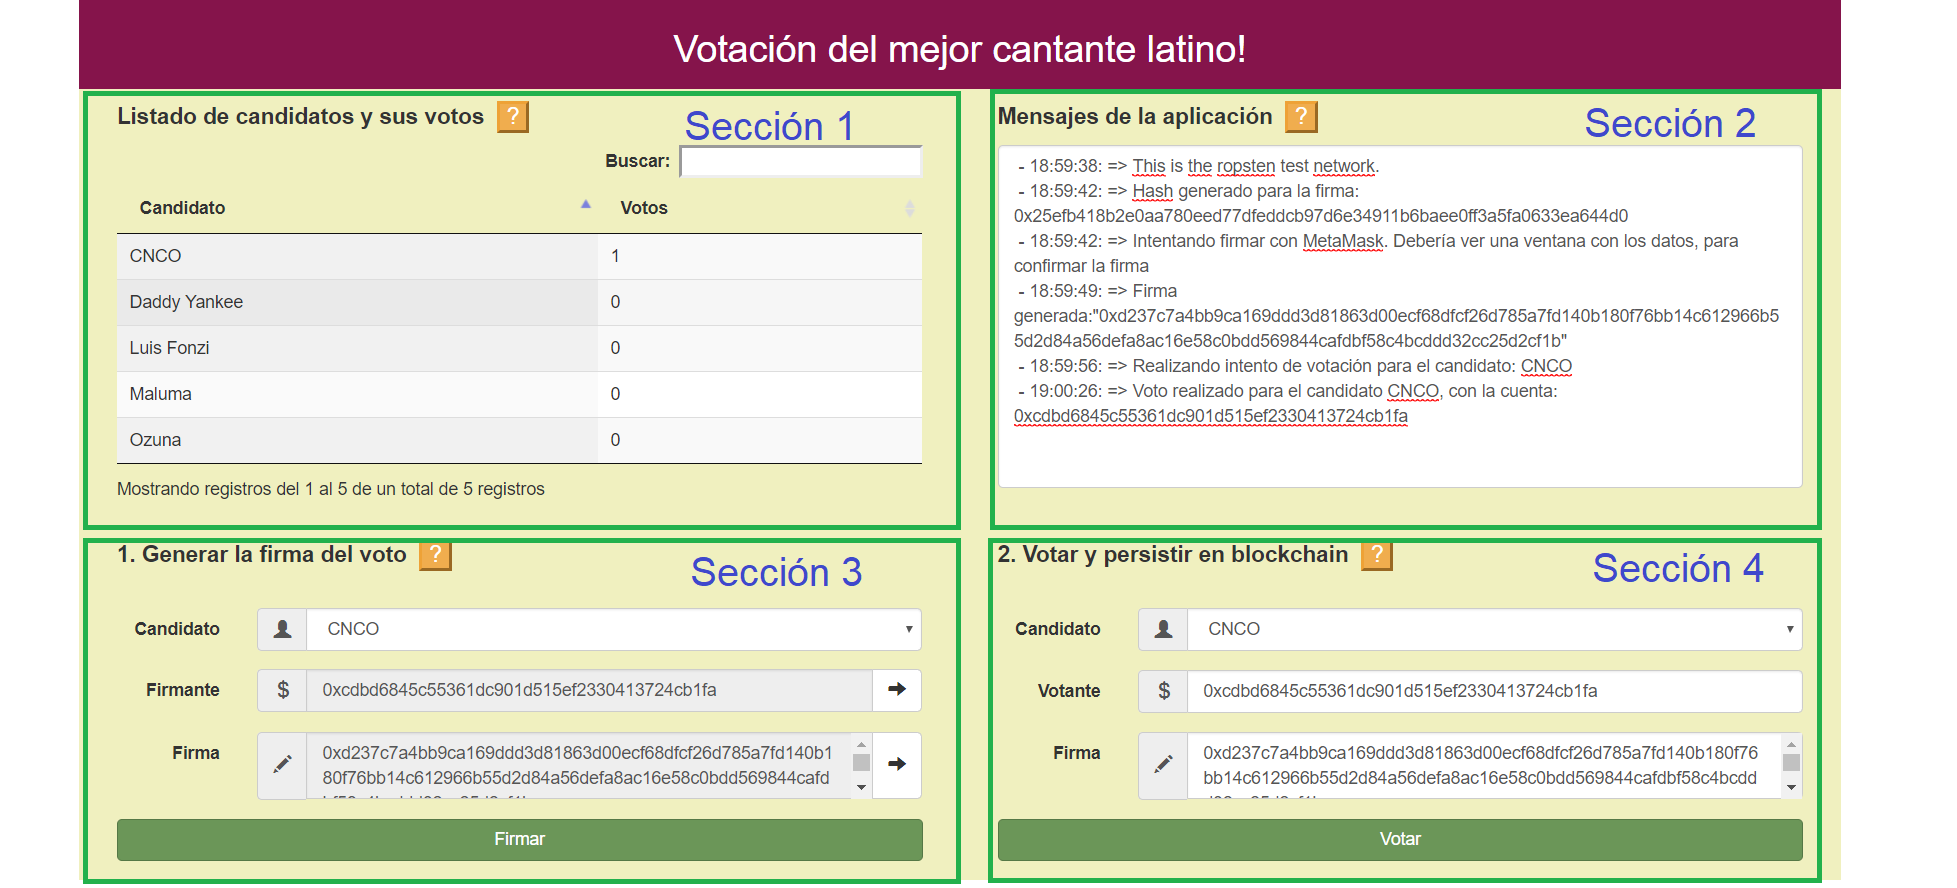 Votación del mejor cantante latino!
Listado de candidatos y sus votos ?
Sección 1
Buscar:
Candidato Votos
CNCO 1
Daddy Yankee 0
Luis Fonzi 0
Maluma 0
Ozuna 0
Mostrando registros del 1 al 5 de un total de 5 registros
Mensajes de la aplicación ?
Sección 2
- 18:59:38: => This is the ropsten test network.
- 18:59:42: => Hash generado para la firma:
0x25efb418b2e0aa780eed77dfeddcb97d6e34911b6baee0ff3a5fa0633ea644d0
- 18:59:42: => Intentando firmar con MetaMask. Debería ver una ventana con los datos, para
confirmar la firma
- 18:59:49: => Firma
generada:"0xd237c7a4bb9ca169ddd3d81863d00ecf68dfcf26d785a7fd140b180f76bb14c612966b5
5d2d84a56defa8ac16e58c0bdd569844cafdbf58c4bcddd32cc25d2cf1b"
- 18:59:56: => Realizando intento de votación para el candidato: CNCO
- 19:00:26: => Voto realizado para el candidato CNCO, con la cuenta:
0xcdbd6845c55361dc901d515ef2330413724cb1fa
1. Generar la firma del voto ?
Sección 3
Candidato CNCO
Firmante $ 0xcdbd6845c55361dc901d515ef2330413724cb1fa
Firma 0xd237c7a4bb9ca169ddd3d81863d00ecf68dfcf26d785a7fd140b1
80f76bb14c612966b55d2d84a56defa8ac16e58c0bdd569844cafd
Firmar
2. Votar y persistir en blockchain ?
Sección 4
Candidato CNCO
Votante $ 0xcdbd6845c55361dc901d515ef2330413724cb1fa
Firma 0xd237c7a4bb9ca169ddd3d81863d00ecf68dfcf26d785a7fd140b180f76
bb14c612966b55d2d84a56defa8ac16e58c0bdd569844cafdbf58c4bcdd
Votar